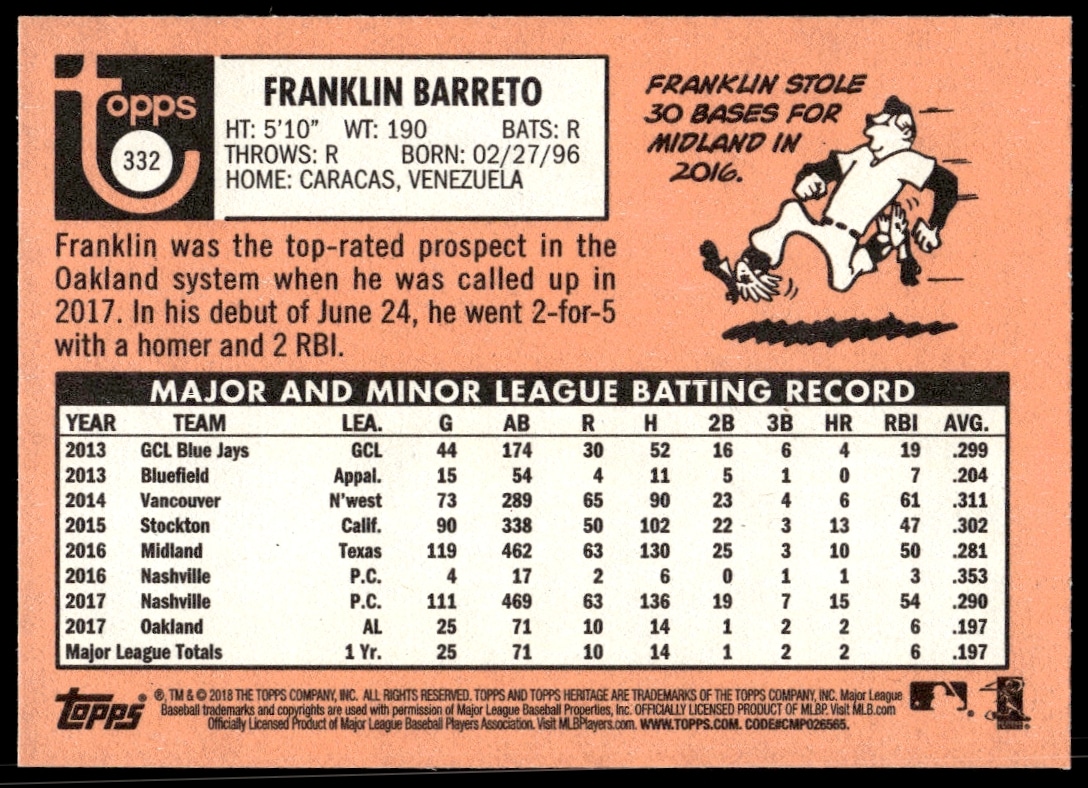 Topps
332
FRANKLIN BARRETO
HT: 5'10" WT: 190 BATS: R
THROWS: R BORN: 02/27/96
HOME: CARACAS, VENEZUELA
FRANKLIN STOLE
30 BASES FOR
MIDLAND IN
2016.
Franklin was the top-rated prospect in the
Oakland system when he was called up in
2017. In his debut of June 24, he went 2-for-5
with a homer and 2 RBI.
MAJOR AND MINOR LEAGUE BATTING RECORD
YEAR TEAM LEA. G AB R H 2B 3B HR RBI AVG.
2013 GCL Blue Jays GCL 44 174 30 52 16 6 4 19 .299
2013 Bluefield Appal. 15 54 4 11 5 1 0 7 .204
2014 Vancouver N'west 73 289 65 90 23 4 6 61 .311
2015 Stockton Calif. 90 338 50 102 22 3 13 47 .302
2016 Midland Texas 119 462 63 130 25 3 10 50 .281
2016 Nashville P.C. 4 17 2 6 0 1 1 3 .353
2017 Nashville P.C. 111 469 63 136 19 7 15 54 .290
2017 Oakland AL 25 71 10 14 1 2 2 6 .197
Major League Totals 1 Yr. 25 71 10 14 1 2 2 6 .197
TOPPS ®, TM & © 2018 THE TOPPS COMPANY, INC. ALL RIGHTS RESERVED. TOPPS AND TOPPS HERITAGE ARE TRADEMARKS OF THE TOPPS COMPANY, INC. Major League
Baseball trademarks and copyrights are used with permission of Major League Baseball Properties, Inc. OFFICIALLY LICENSED PRODUCT OF MLBP. Visit MLB.com
Officially Licensed Product of Major League Baseball Players Association. Visit MLBPlayers.com. WWW.TOPPS.COM. CODE#CMP026565.